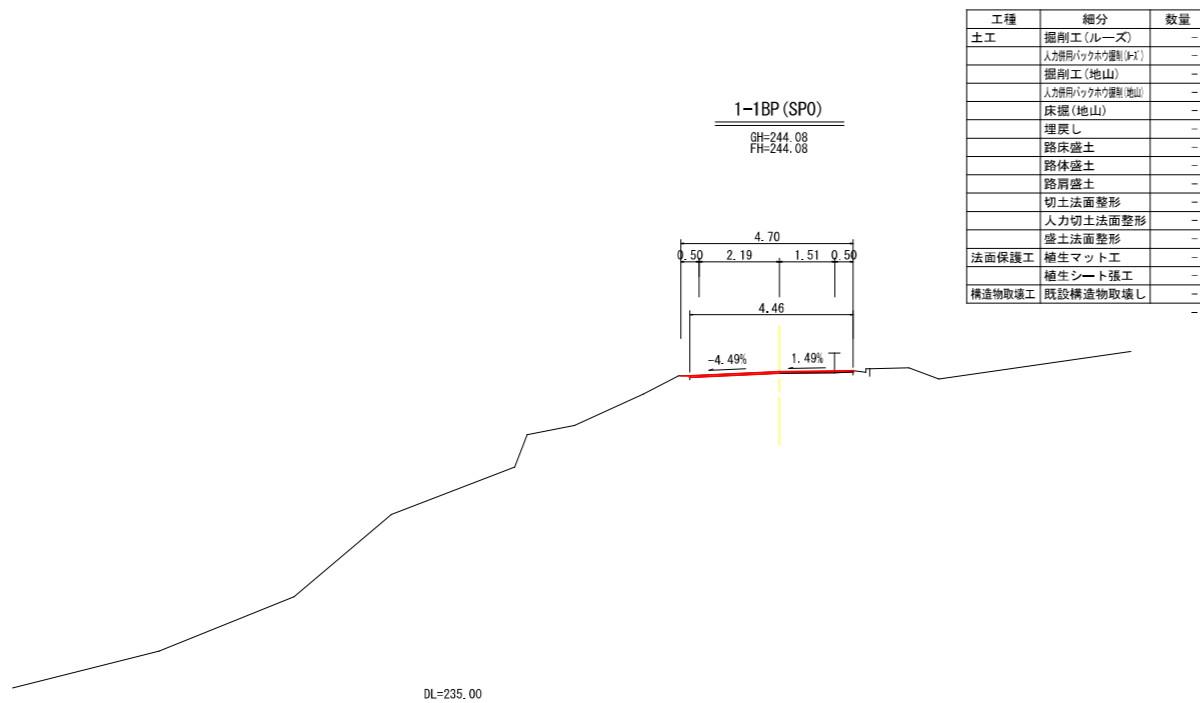 工種 細分 数量
土工 掘削工(ルーズ) -
人力併用バックホウ掘削(ルーズ) -
掘削工(地山) -
人力併用バックホウ掘削(地山) -
床掘(地山) -
埋戻し -
路床盛土 -
路体盛土 -
路肩盛土 -
切土法面整形 -
人力切土法面整形 -
盛土法面整形 -
法面保護工 植生マット工 -
植生シート張工 -
構造物取壊工 既設構造物取壊し -
-
1-1BP(SP0)
GH=244.08
FH=244.08
4.70
0.50 2.19 1.51 0.50
4.46
-4.49% 1.49%
DL=235.00